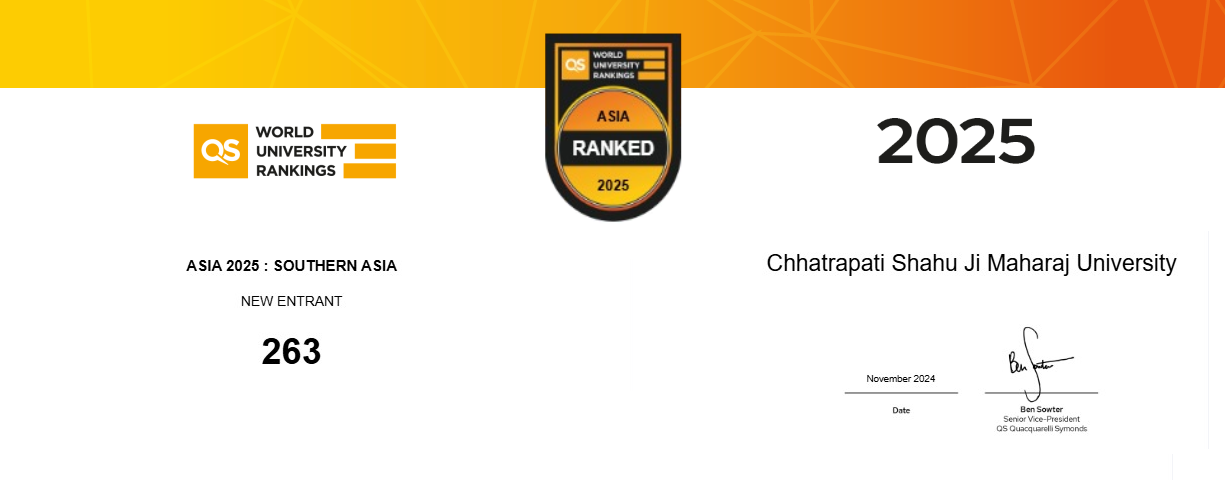 QS WORLD
UNIVERSITY
RANKINGS
ASIA
RANKED
2025
QS WORLD
UNIVERSITY
RANKINGS
2025
ASIA 2025 : SOUTHERN ASIA
NEW ENTRANT
263
Chhatrapati Shahu Ji Maharaj University
Ben Sowter
November 2024
Date
Ben Sowter
Senior Vice-President
QS Quacquarelli Symonds